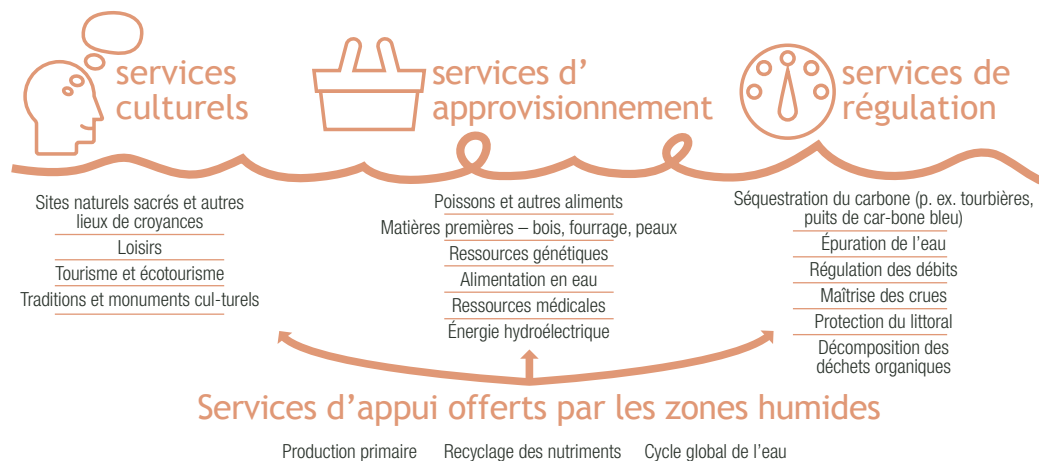 services
culturels
Sites naturels sacrés et autres
lieux de croyances
Loisirs
Tourisme et écotourisme
Traditions et monuments cul-turels
services d'
approvisionnement
Poissons et autres aliments
Matières premières – bois, fourrage, peaux
Ressources génétiques
Alimentation en eau
Ressources médicales
Énergie hydroélectrique
services de
régulation
Séquestration du carbone (p. ex. tourbières,
puits de car-bone bleu)
Épuration de l'eau
Régulation des débits
Maîtrise des crues
Protection du littoral
Décomposition des
déchets organiques
Services d'appui offerts par les zones humides
Production primaire Recyclage des nutriments Cycle global de l'eau